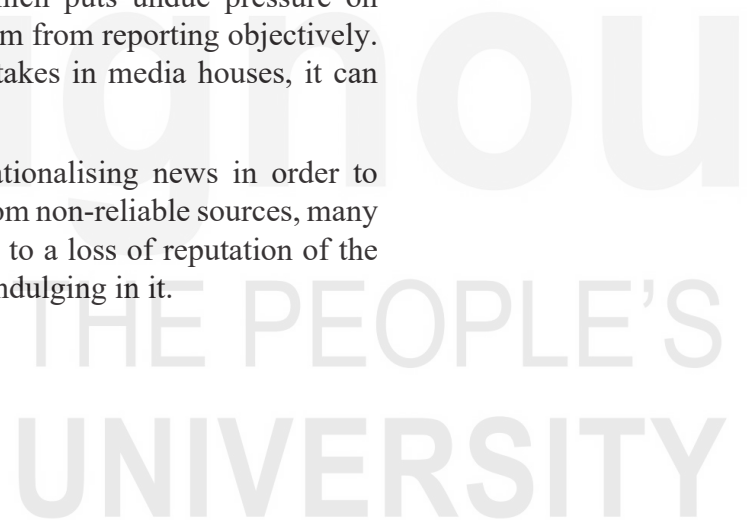 puts undue pressure on
m from reporting objectively.
takes in media houses, it can
ationalising news in order to
om non-reliable sources, many
to a loss of reputation of the
ndulging in it.
ignou
THE PEOPLE'S
UNIVERSITY